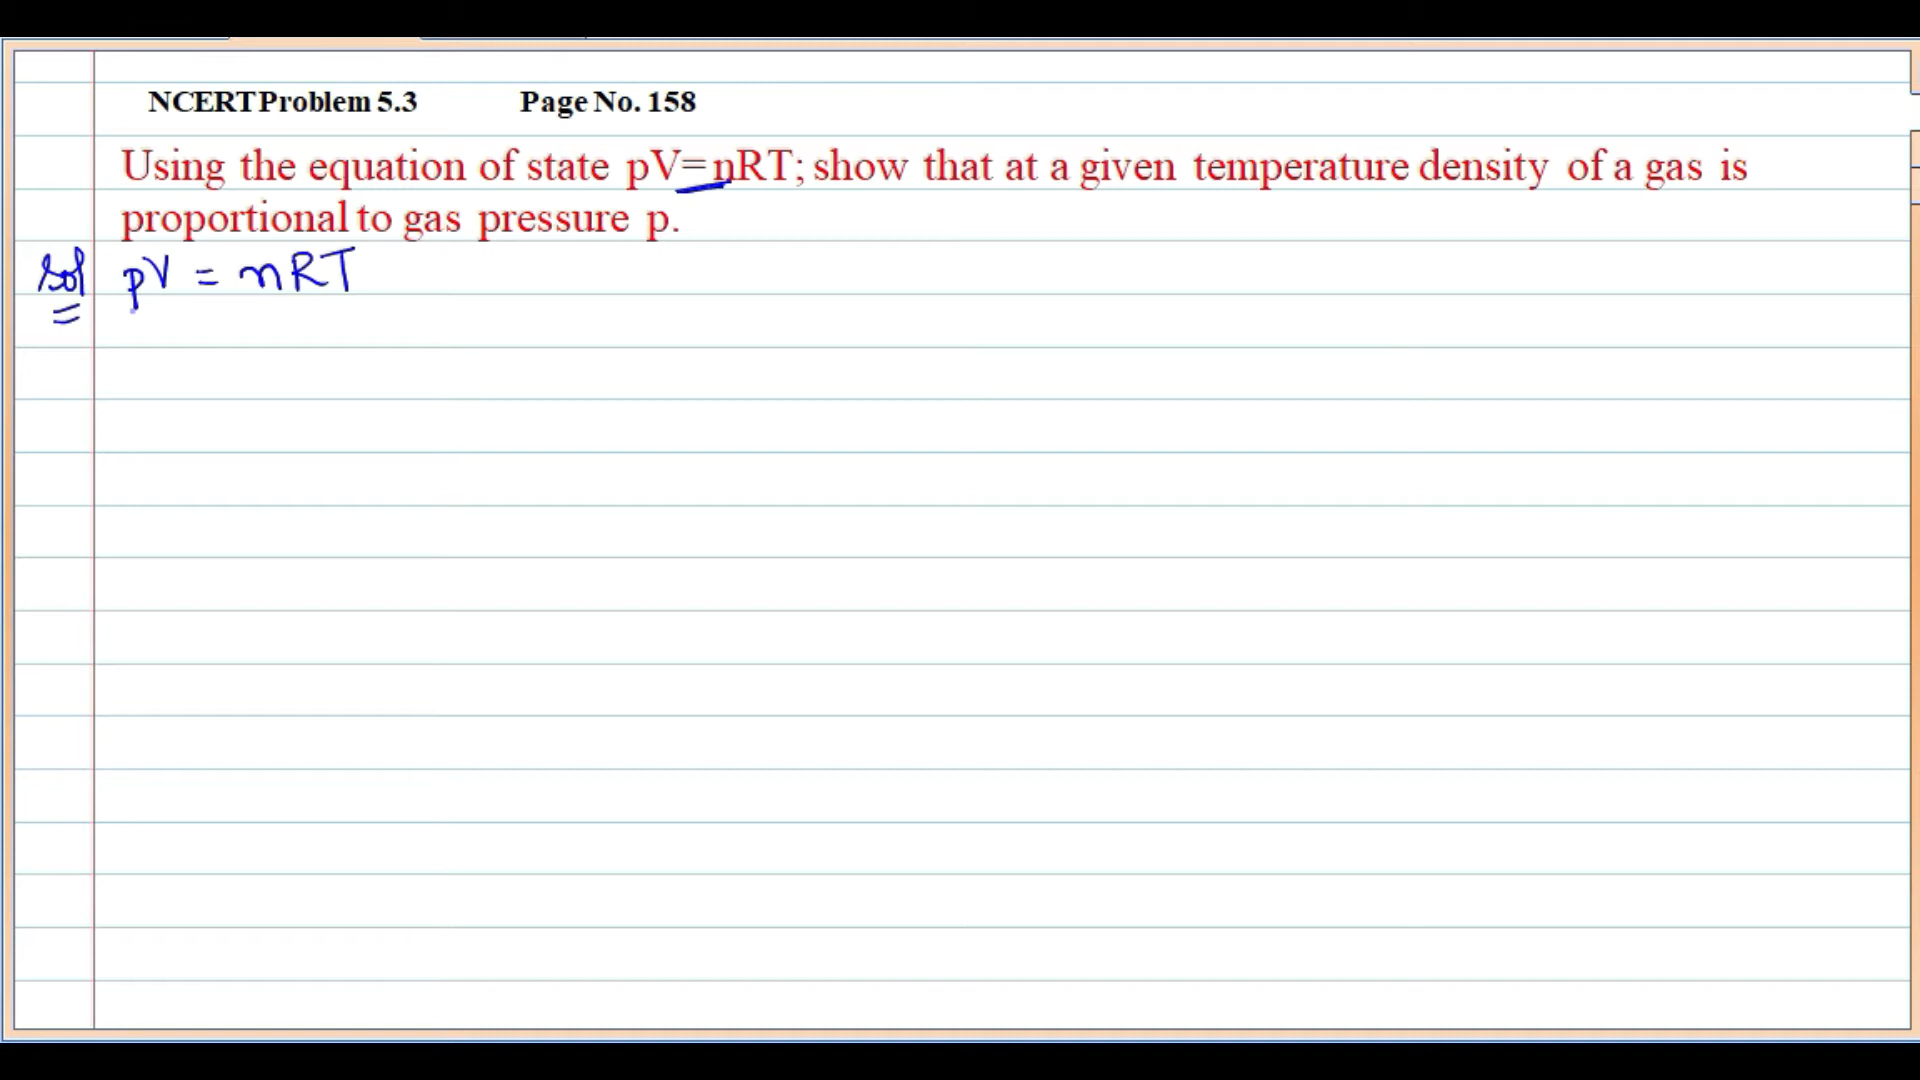 NCERT Problem 5.3 Page No. 158
Using the equation of state pV=nRT; show that at a given temperature density of a gas is
proportional to gas pressure p.
Sol pV = nRT